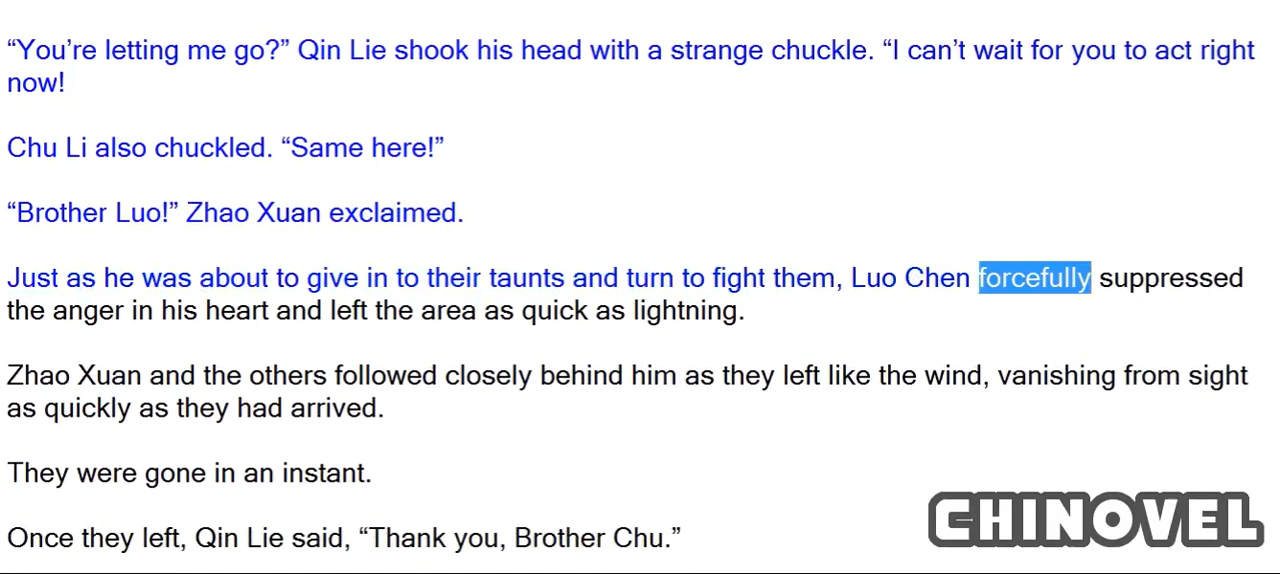 “You’re letting me go?” Qin Lie shook his head with a strange chuckle. “I can’t wait for you to act right
now!
Chu Li also chuckled. “Same here!”
“Brother Luo!” Zhao Xuan exclaimed.
Just as he was about to give in to their taunts and turn to fight them, Luo Chen forcefully suppressed
the anger in his heart and left the area as quick as lightning.
Zhao Xuan and the others followed closely behind him as they left like the wind, vanishing from sight
as quickly as they had arrived.
They were gone in an instant.
Once they left, Qin Lie said, “Thank you, Brother Chu.”
CHINOVEL